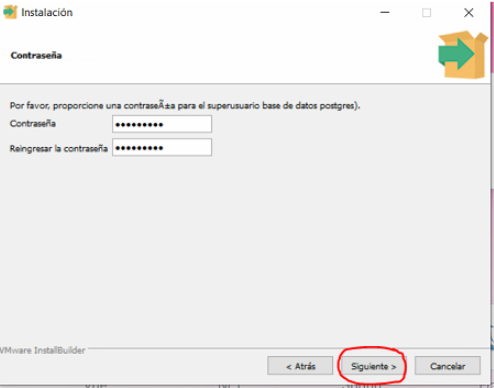 Instalación
Contraseña
Por favor, proporcione una contraseÃ±a para el superusuario base de datos postgres).
Contraseña •••••••••
Reingresar la contraseña •••••••••
VMware InstallBuilder
< Atrás Siguiente > Cancelar